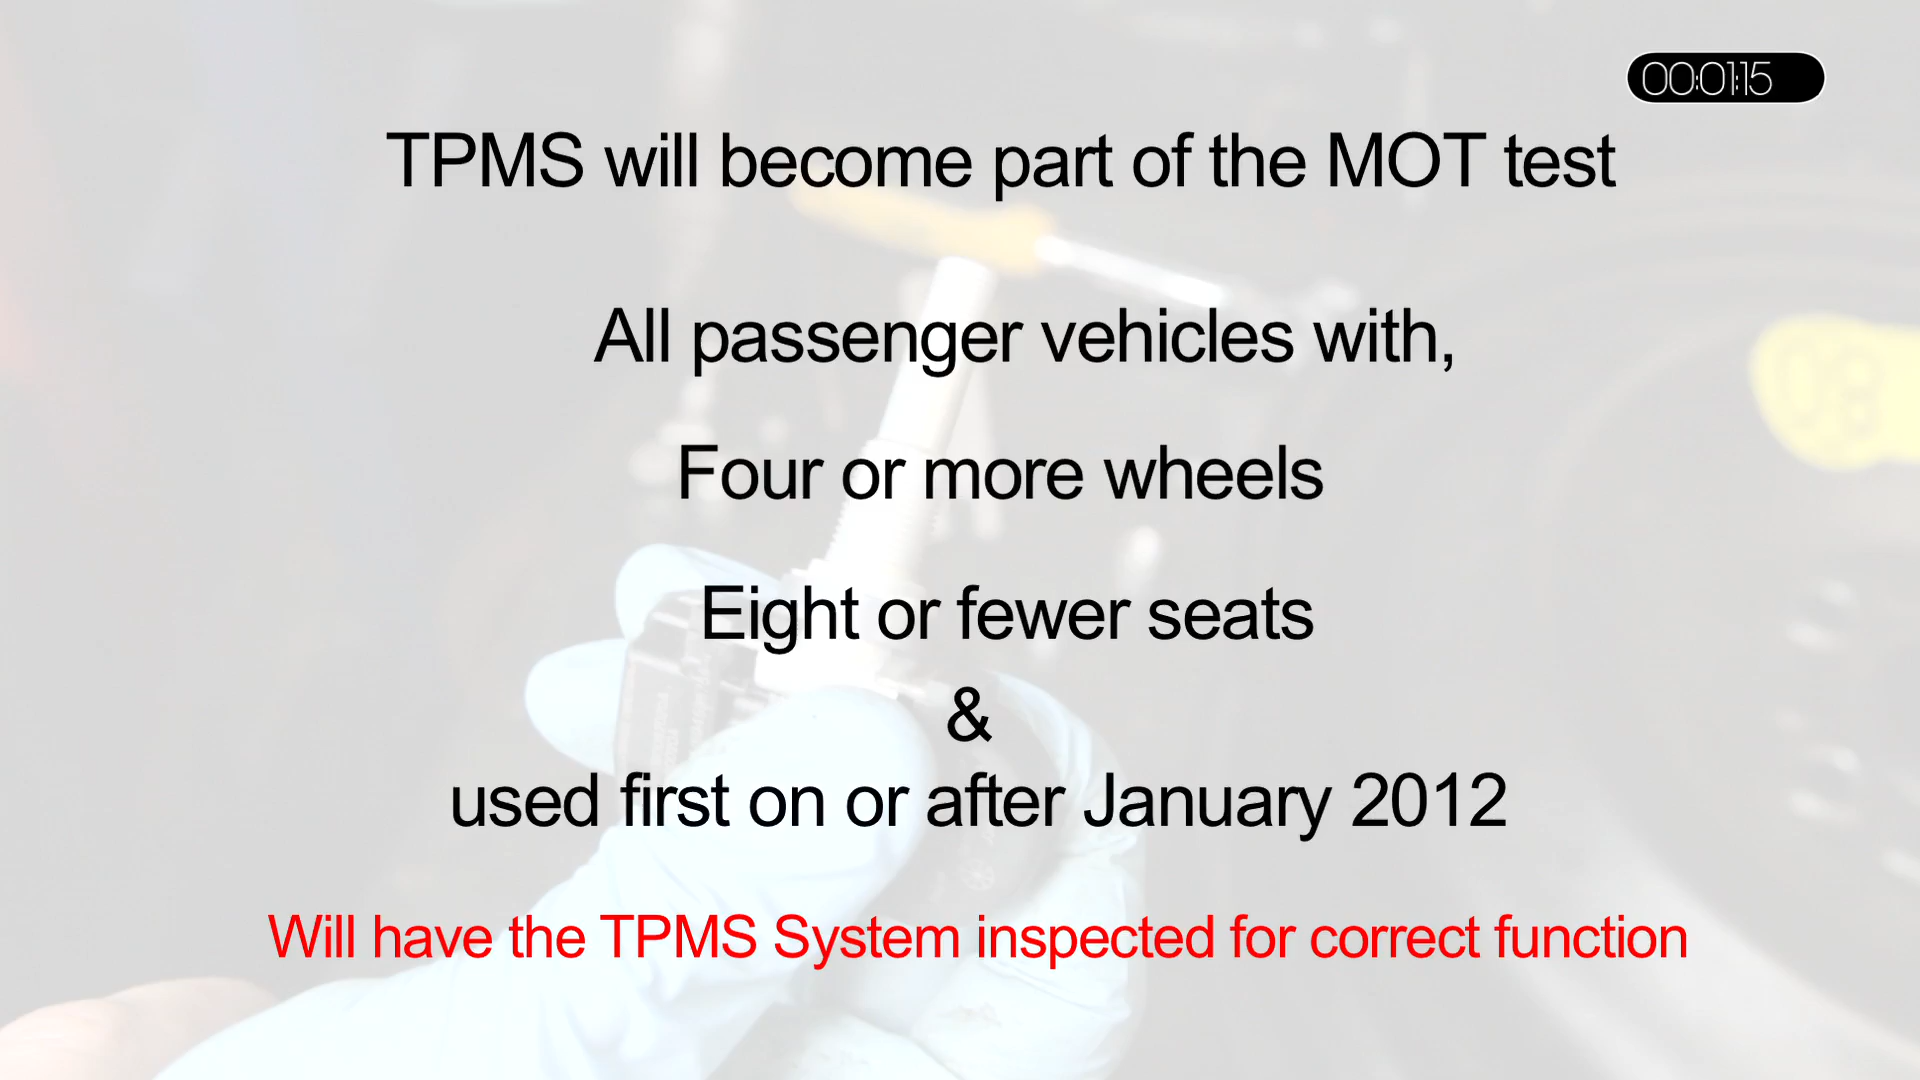 00:01:15
TPMS will become part of the MOT test
All passenger vehicles with,
Four or more wheels
Eight or fewer seats
&
used first on or after January 2012
Will have the TPMS System inspected for correct function